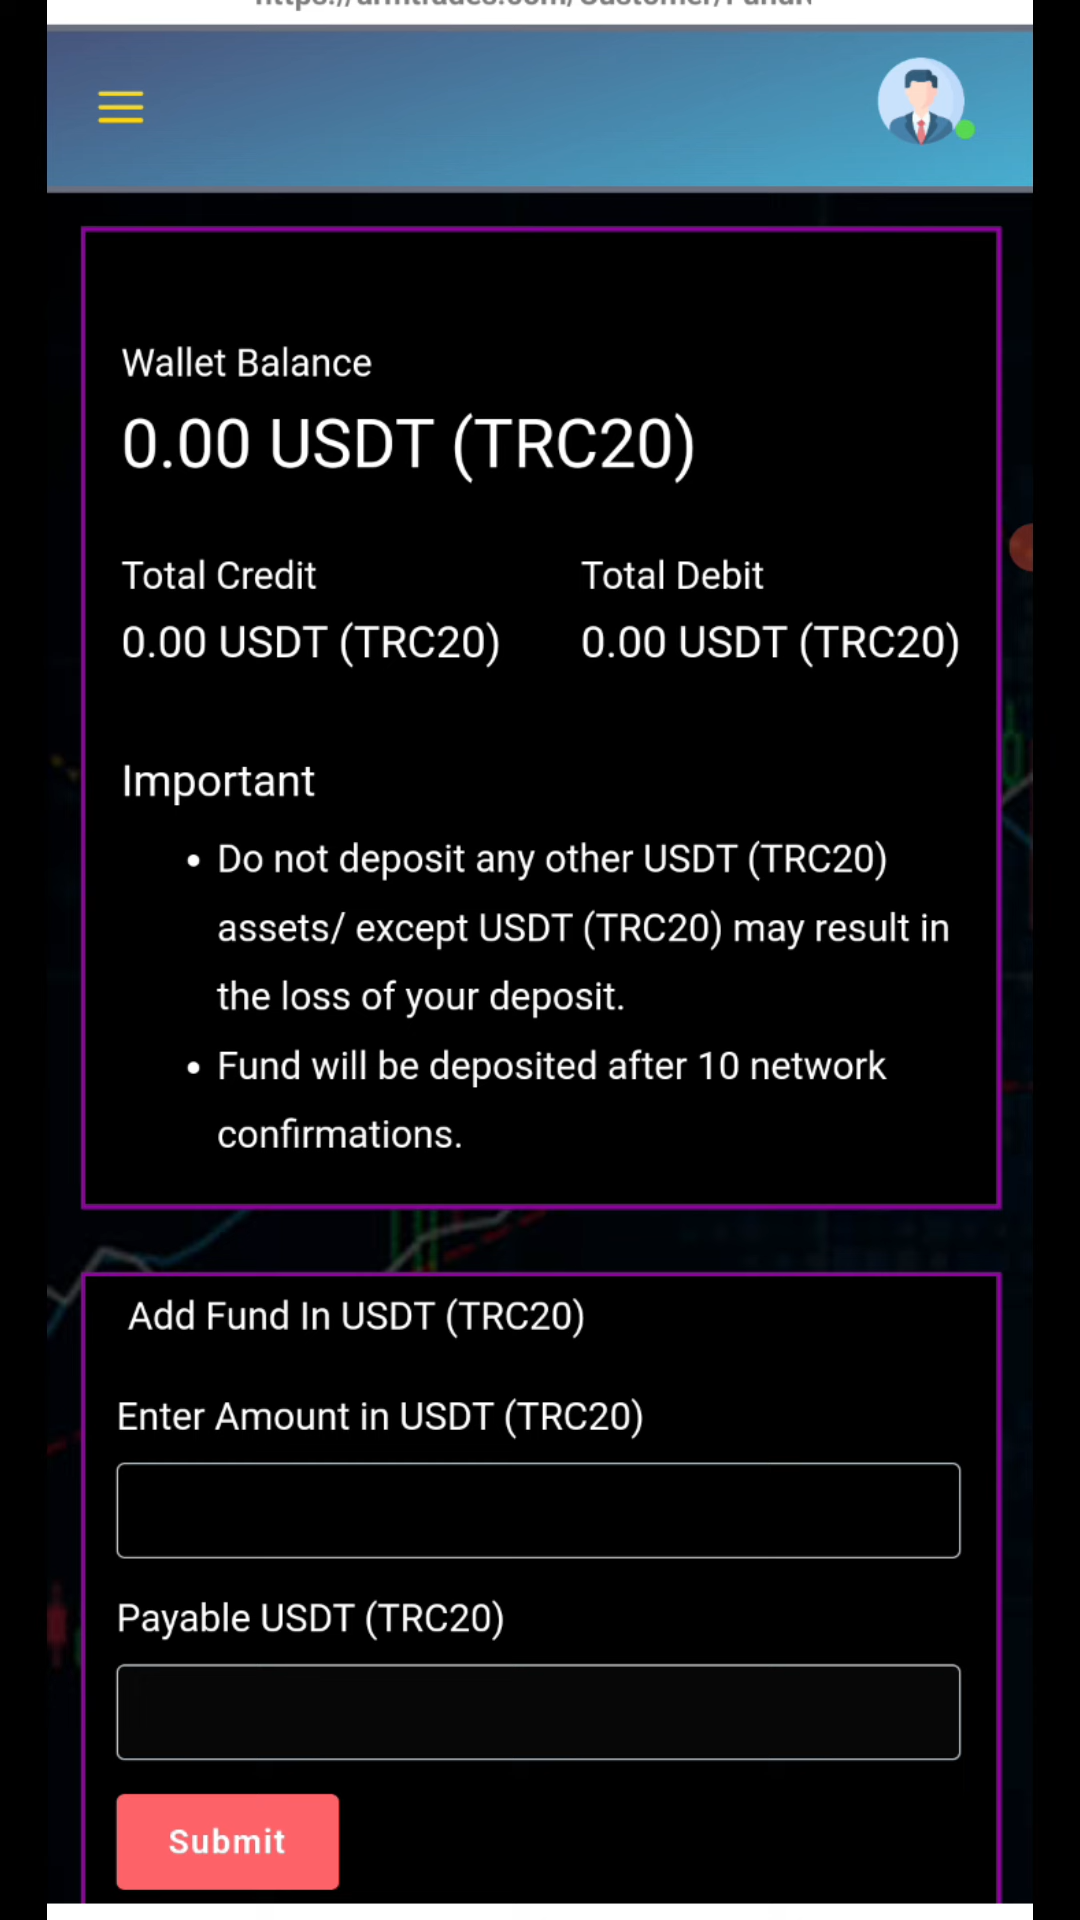 Wallet Balance
0.00 USDT (TRC20)
Total Credit
Total Debit
0.00 USDT (TRC20)
0.00 USDT (TRC20)
Important
• Do not deposit any other USDT (TRC20)
assets/ except USDT (TRC20) may result in
the loss of your deposit.
• Fund will be deposited after 10 network
confirmations.
Add Fund In USDT (TRC20)
Enter Amount in USDT (TRC20)
Payable USDT (TRC20)
Submit